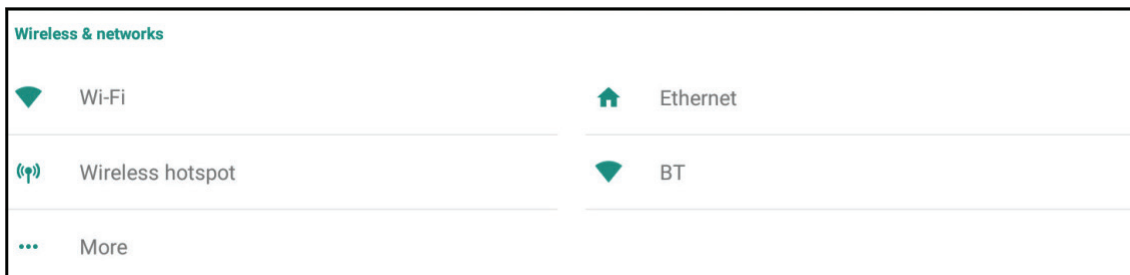 Wireless & networks
Wi-Fi
Ethernet
Wireless hotspot
BT
More